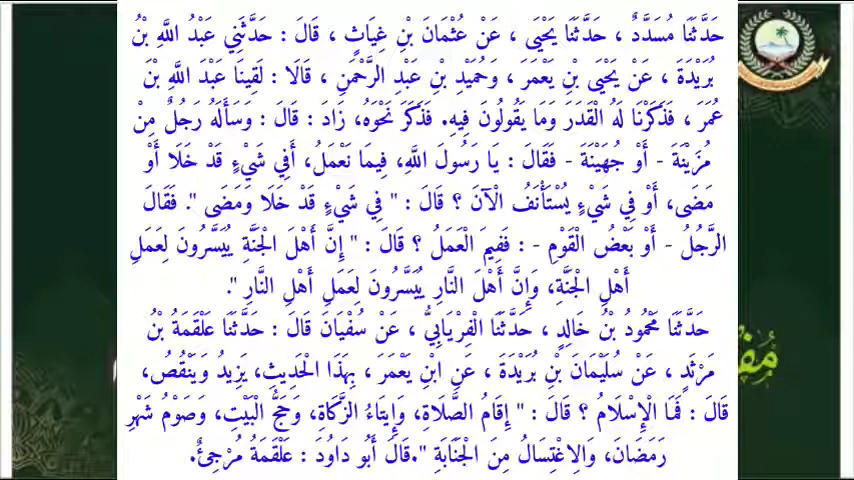 حَدَّثَنَا مُسَدَّدٌ ، حَدَّثَنَا يَحْيَى ، عَنْ عُثْمَانَ بْنِ غِيَاثٍ ، قَالَ : حَدَّثَنِي عَبْدُ اللَّهِ بْنُ
بُرَيْدَةَ ، عَنْ يَحْيَى بْنِ يَعْمَرَ ، وَحُمَيْدِ بْنِ عَبْدِ الرَّحْمَنِ ، قَالَا : لَقِينَا عَبْدَ اللَّهِ بْنَ
عُمَرَ ، فَذَكَرْنَا لَهُ الْقَدَرَ وَمَا يَقُولُونَ فِيهِ. فَذَكَرَ نَحْوَهُ، زَادَ : قَالَ : وَسَأَلَهُ رَجُلٌ مِنْ
مُزَيْنَةَ - أَوْ جُهَيْنَةَ - فَقَالَ : يَا رَسُولَ اللَّهِ، فِيمَا نَعْمَلُ، أَفِي شَيْءٍ قَدْ خَلَا أَوْ
مَضَى، أَوْ فِي شَيْءٍ يُسْتَأْنَفُ الْآنَ ؟ قَالَ : " فِي شَيْءٍ قَدْ خَلَا وَمَضَى ". فَقَالَ
الرَّجُلُ - أَوْ بَعْضُ الْقَوْمِ - : فَفِيمَ الْعَمَلُ ؟ قَالَ : " إِنَّ أَهْلَ الْجَنَّةِ يُيَسَّرُونَ لِعَمَلِ
أَهْلِ الْجَنَّةِ، وَإِنَّ أَهْلَ النَّارِ يُيَسَّرُونَ لِعَمَلِ أَهْلِ النَّارِ ".
حَدَّثَنَا مَحْمُودُ بْنُ خَالِدٍ ، حَدَّثَنَا الْفِرْيَابِيُّ ، عَنْ سُفْيَانَ قَالَ : حَدَّثَنَا عَلْقَمَةُ بْنُ
مَرْثَدٍ ، عَنْ سُلَيْمَانَ بْنِ بُرَيْدَةَ ، عَنِ ابْنِ يَعْمَرَ ، بِهَذَا الْحَدِيثِ، يَزِيدُ وَيَنْقُصُ،
قَالَ : فَمَا الْإِسْلَامُ ؟ قَالَ : " إِقَامُ الصَّلَاةِ، وَإِيتَاءُ الزَّكَاةِ، وَحَجُّ الْبَيْتِ، وَصَوْمُ شَهْرِ
رَمَضَانَ، وَالِاغْتِسَالُ مِنَ الْجَنَابَةِ ".قَالَ أَبُو دَاوُدَ : عَلْقَمَةُ مُرْجِئٌ.